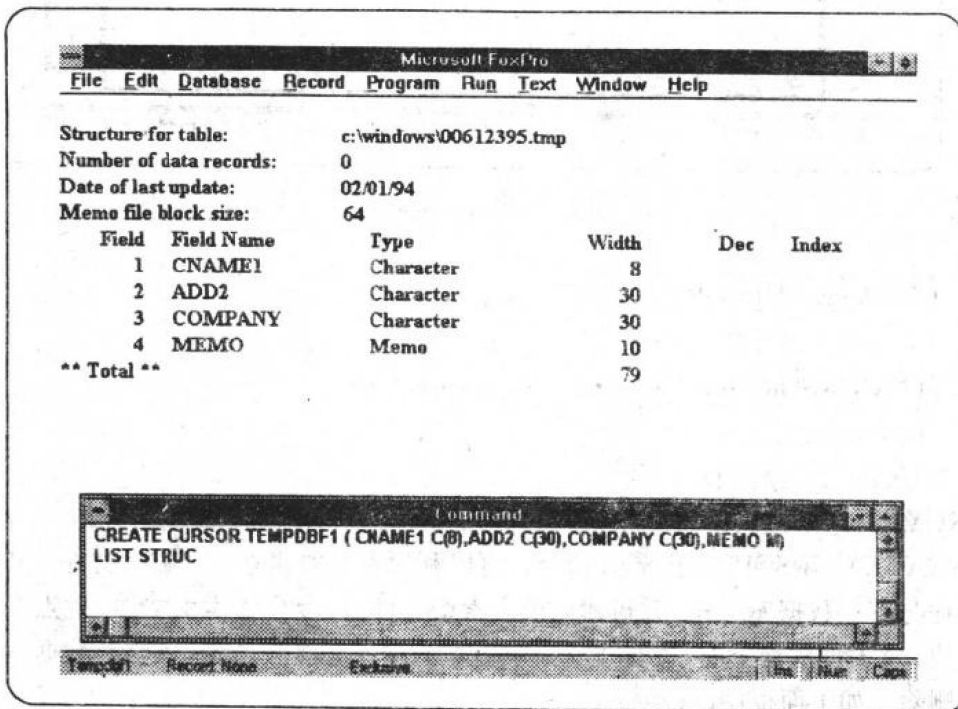 Microsoft FoxPro
File Edit Database Record Program Run Text Window Help
Structure for table: c:\windows\00612395.tmp
Number of data records: 0
Date of last update: 02/01/94
Memo file block size: 64
Field Field Name Type Width Dec Index
1 CNAME1 Character 8
2 ADD2 Character 30
3 COMPANY Character 30
4 MEMO Memo 10
** Total ** 79
Command
CREATE CURSOR TEMPDBF1 ( CNAME1 C(8),ADD2 C(30),COMPANY C(30),MEMO M)
LIST STRUC
Tempdbf1 Record None Exclusive Ins Num Caps